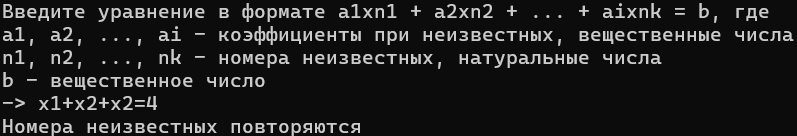 Введите уравнение в формате a1xn1 + a2xn2 + ... + aixnk = b, где
a1, a2, ..., ai – коэффициенты при неизвестных, вещественные числа
n1, n2, ..., nk – номера неизвестных, натуральные числа
b – вещественное число
-> x1+x2+x2=4
Номера неизвестных повторяются